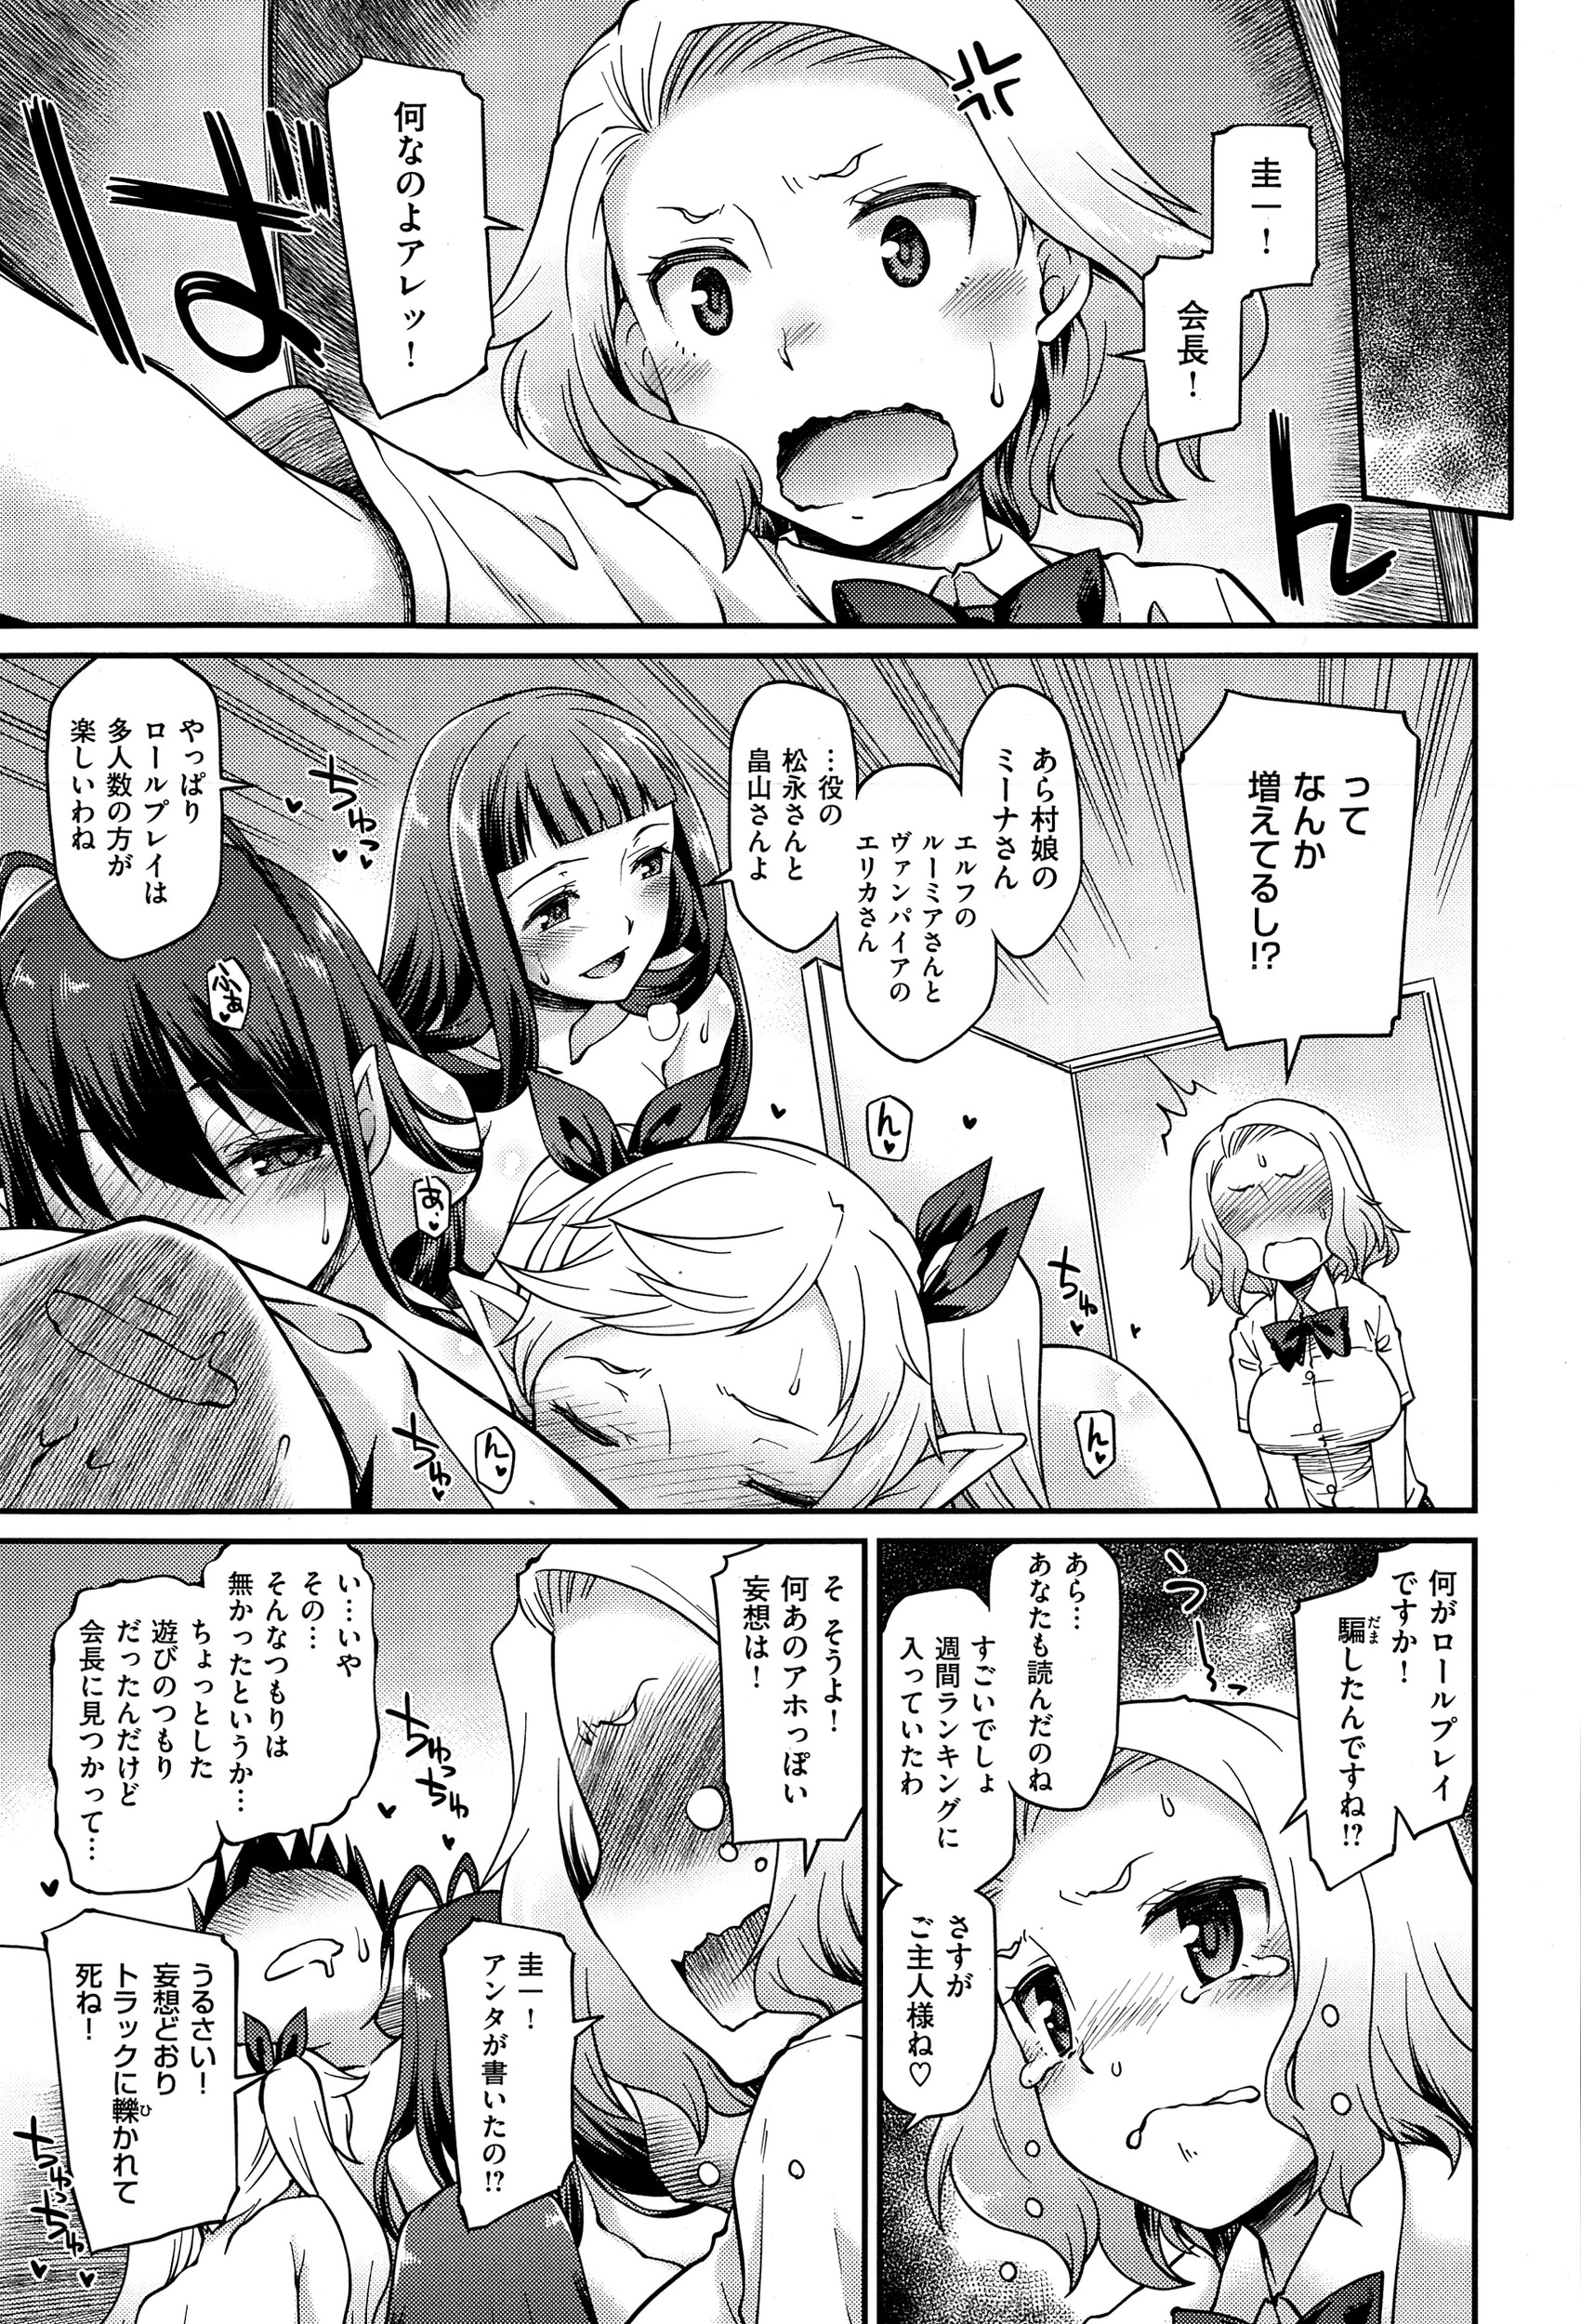 圭一！
会長！
何なのよアレッ！
ばん
って
なんか
増えてるし!?
あら村娘の
ミーナさん
エルフの
ルーミアさんと
ヴァンパイアの
エリカさん
…役の
松永さんと
畠山さんよ
やっぱり
ロールプレイは
多人数の方が
楽しいわね
ちゅっ
ふぁ
あ
ん
ちゅっ
ん
ちゅ
ん
何がロールプレイ
ですか！
騙したんですね!?
だま
うっ
あら…
あなたも読んだのね
すごいでしょ
週間ランキングに
入っていたわ
さすが
ご主人様ね♡
そ そうよ！
何あのアホっぽい
妄想は！
圭一！
アンタが書いたの!?
い…いや
その…
そんなつもりは
無かったというか…
ちょっとした
遊びのつもり
だったんだけど
会長に見つかって…
うるさい！
妄想どおり
トラックに轢かれて
ひ
死ね！
ちゅっ
ちゅ
ちゅっ
ちゅ